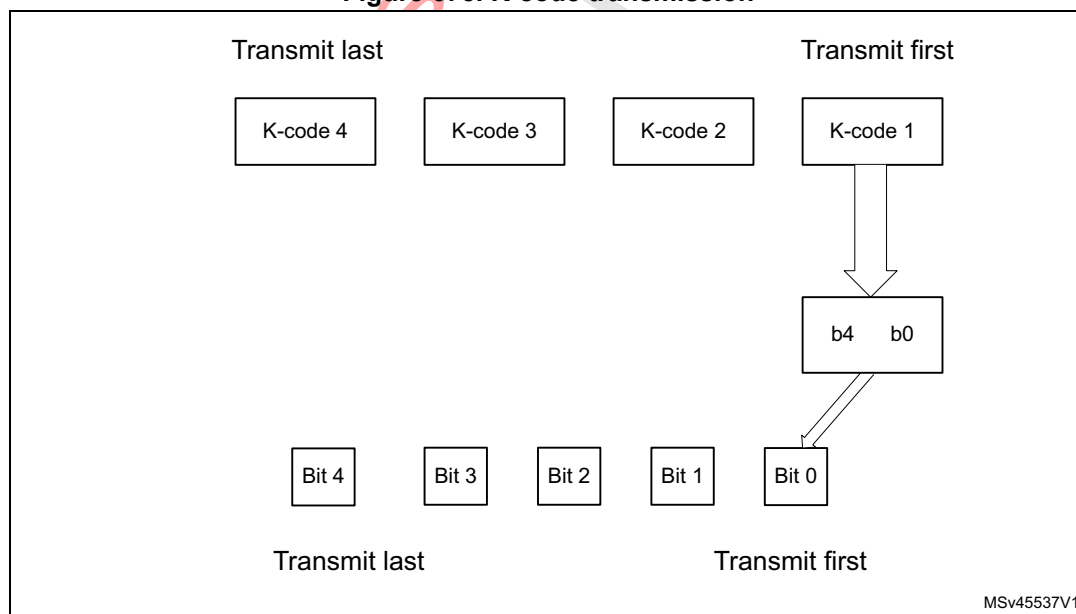 Transmit last Transmit first
K-code 4 K-code 3 K-code 2 K-code 1
b4 b0
Bit 4 Bit 3 Bit 2 Bit 1 Bit 0
Transmit last Transmit first
MSv45537V1